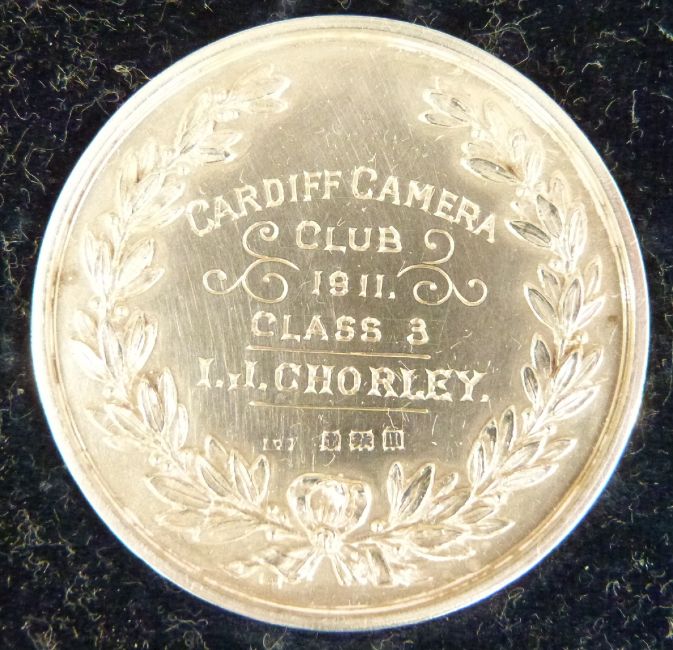 CARDIFF CAMERA
CLUB
1911.
CLASS 3
I.J.CHORLEY.